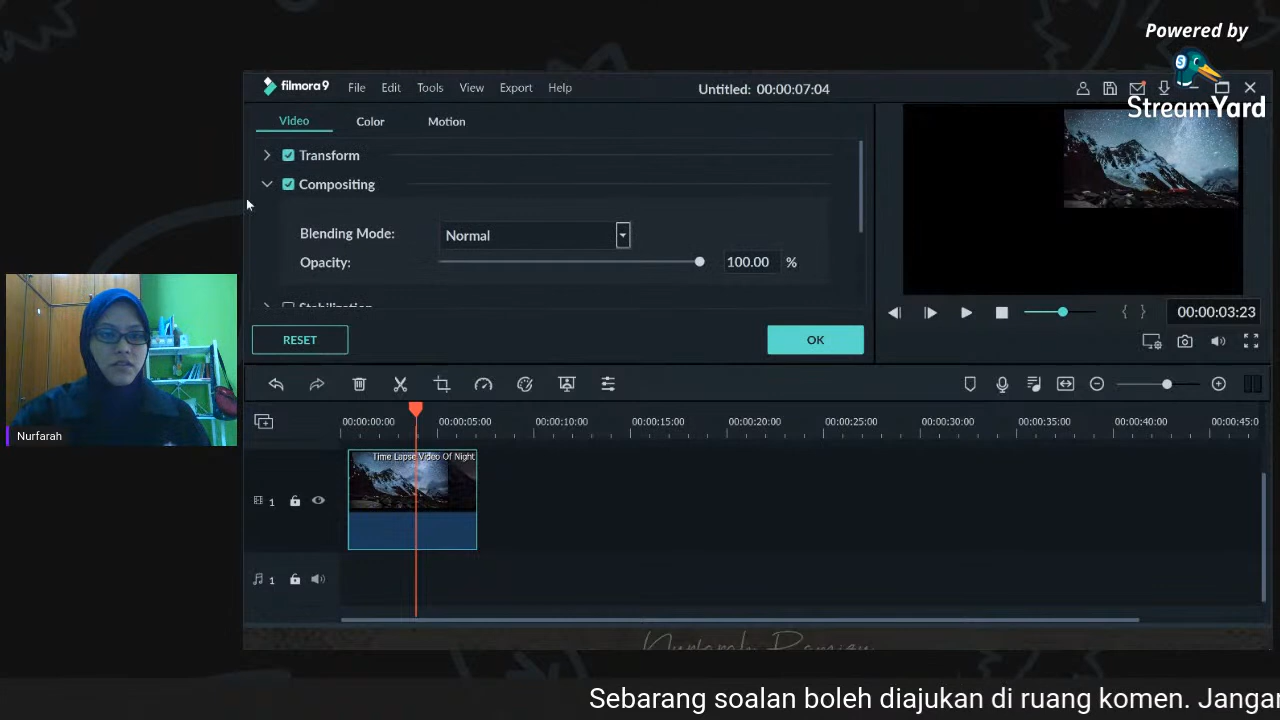 Powered by
StreamYard
filmora9 File Edit Tools View Export Help Untitled: 00:00:07:04
Video Color Motion
Transform
Compositing
Blending Mode: Normal
Opacity: 100.00 %
Stabilization
RESET OK
00:00:03:23
00:00:00:00 00:00:05:00 00:00:10:00 00:00:15:00 00:00:20:00 00:00:25:00 00:00:30:00 00:00:35:00 00:00:40:00 00:00:45:0
Time Lapse Video Of Night
1
1
Nurfarah
Nurfarah Ramian
Sebarang soalan boleh diajukan di ruang komen. Jangan